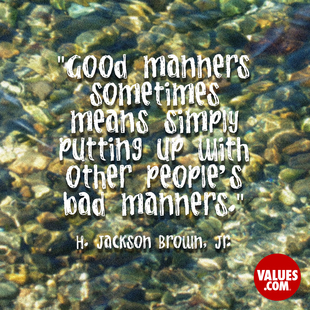 "Good manners
sometimes
means simply
putting up with
other people's
bad manners."
H. Jackson Brown, Jr.
VALUES
.COM